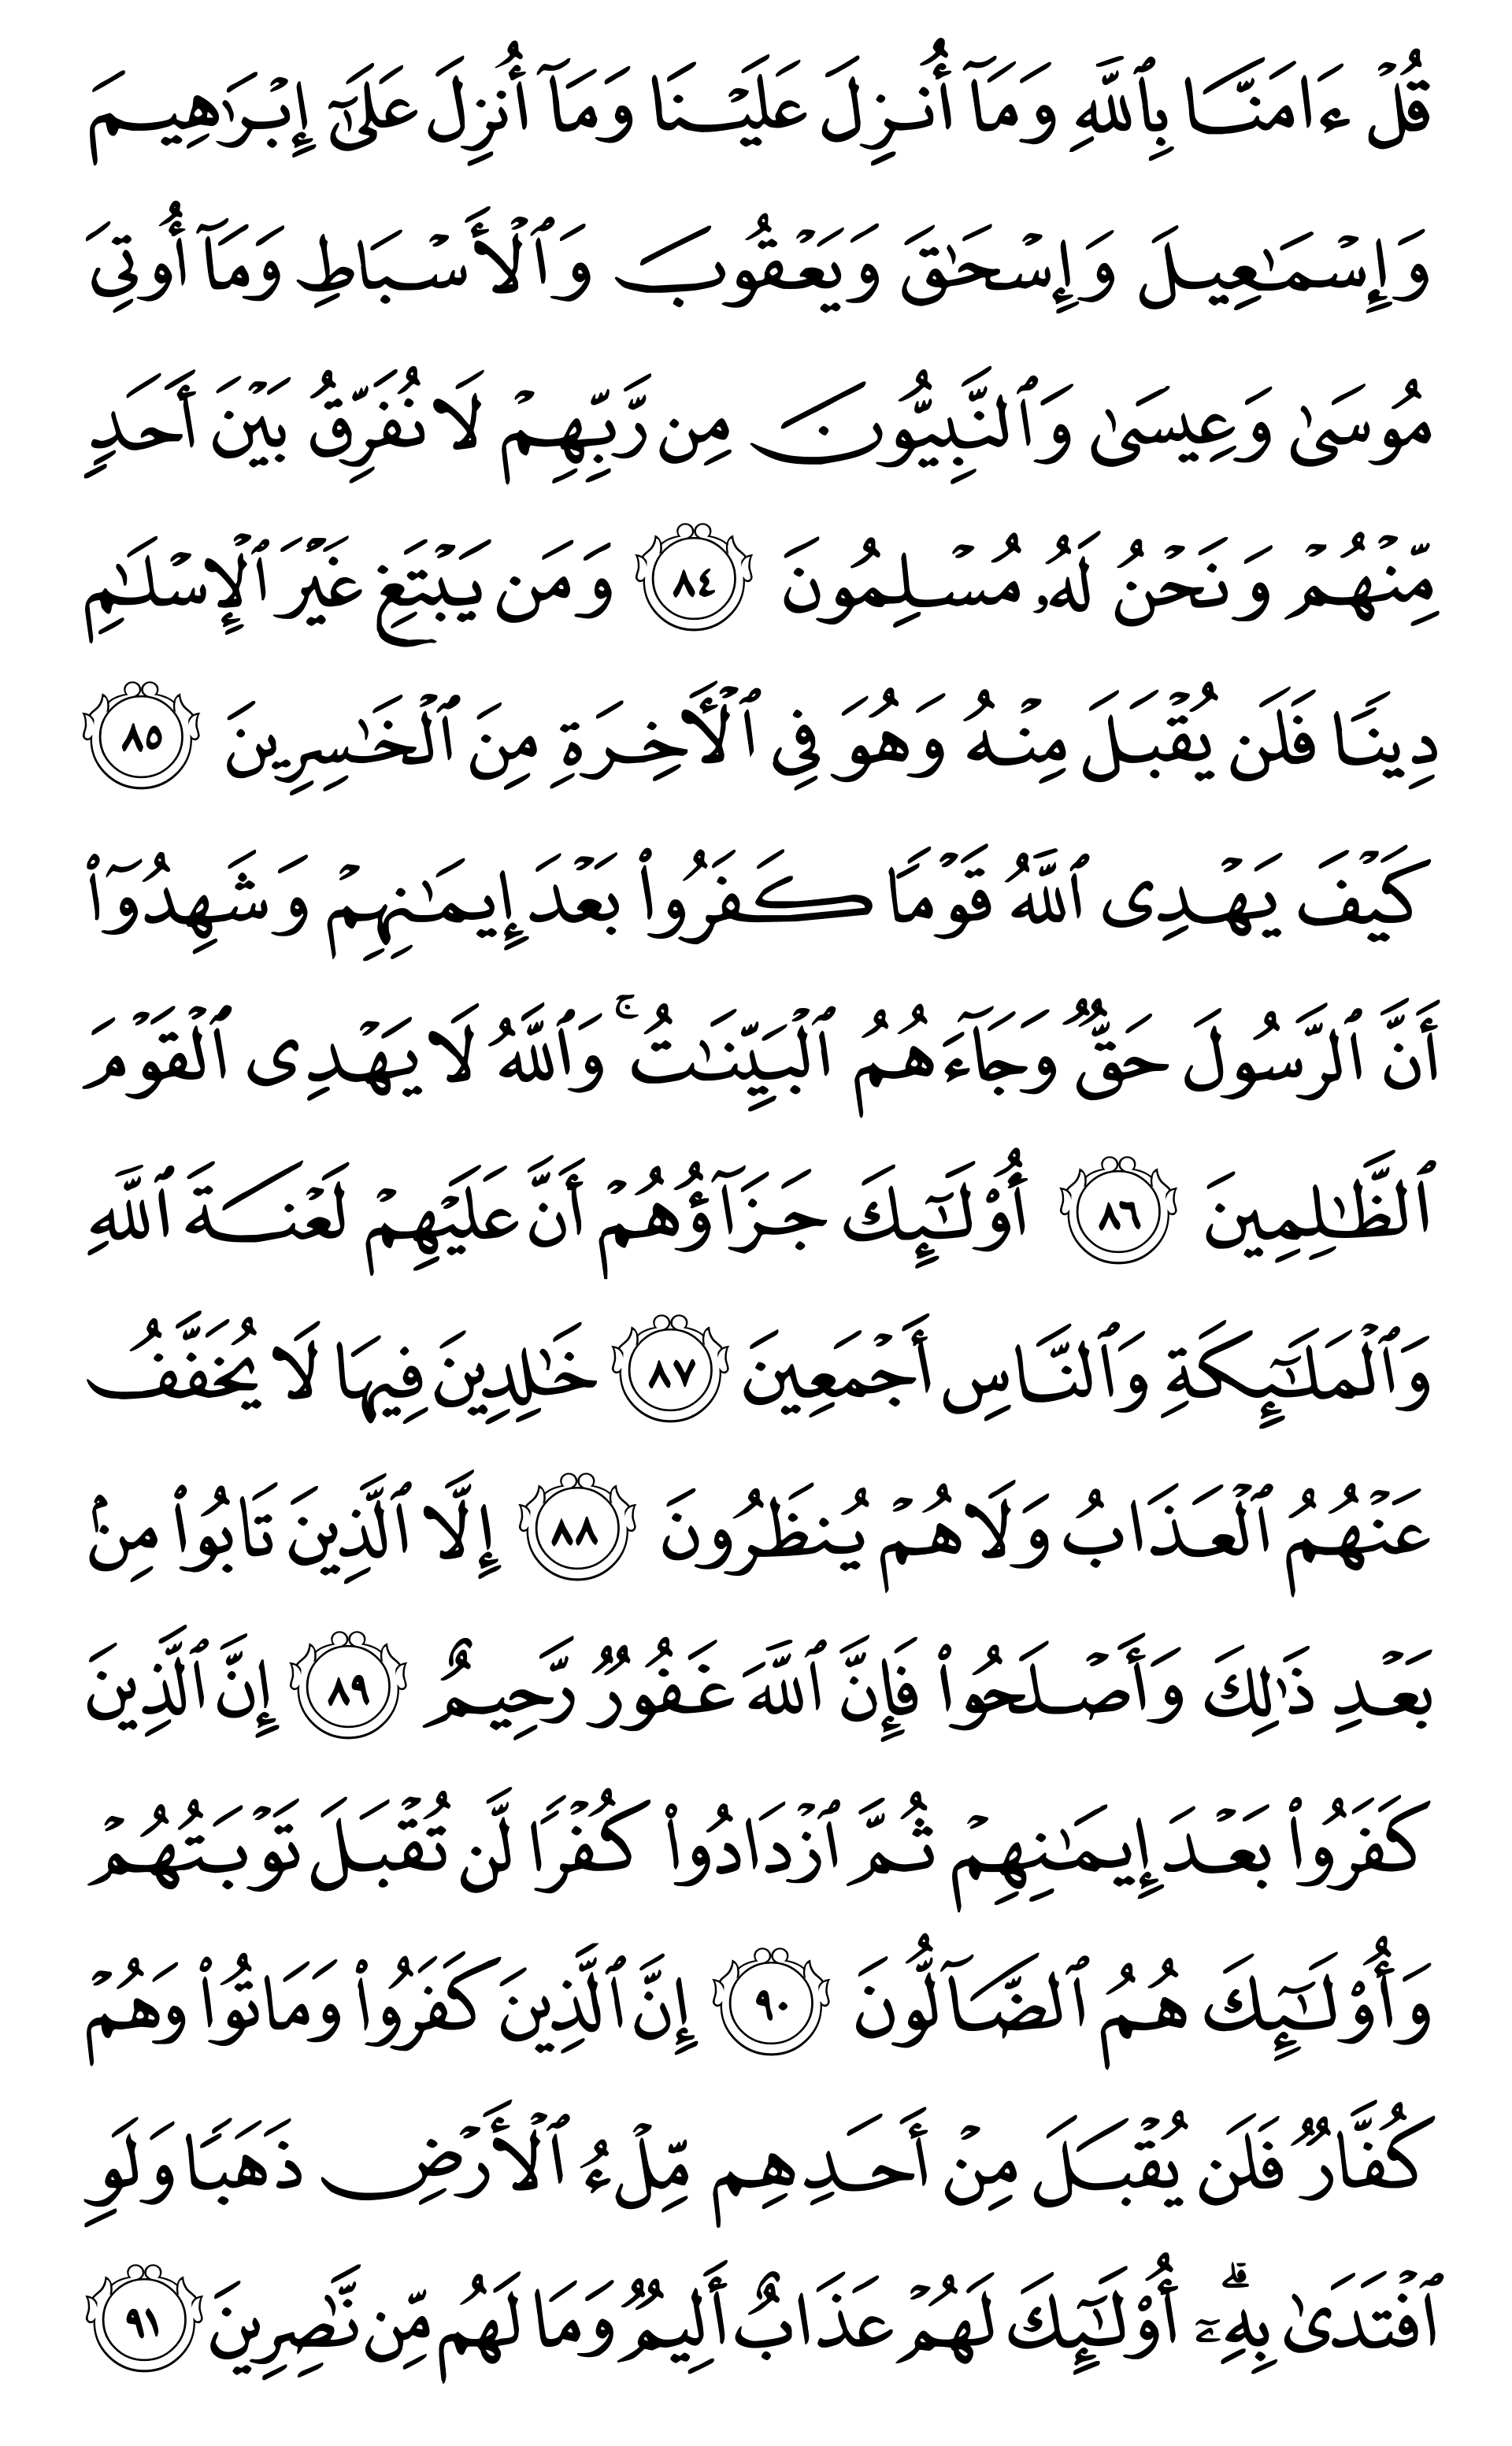 قُلۡ ءَامَنَّا بِٱللَّهِ وَمَآ أُنزِلَ عَلَيۡنَا وَمَآ أُنزِلَ عَلَىٰٓ إِبۡرَٰهِيمَ
وَإِسۡمَٰعِيلَ وَإِسۡحَٰقَ وَيَعۡقُوبَ وَٱلۡأَسۡبَاطِ وَمَآ أُوتِيَ
مُوسَىٰ وَعِيسَىٰ وَٱلنَّبِيُّونَ مِن رَّبِّهِمۡ لَا نُفَرِّقُ بَيۡنَ أَحَدٖ
مِّنۡهُمۡ وَنَحۡنُ لَهُۥ مُسۡلِمُونَ ٨٤ وَمَن يَبۡتَغِ غَيۡرَ ٱلۡإِسۡلَٰمِ
دِينٗا فَلَن يُقۡبَلَ مِنۡهُ وَهُوَ فِي ٱلۡأٓخِرَةِ مِنَ ٱلۡخَٰسِرِينَ ٨٥
كَيۡفَ يَهۡدِي ٱللَّهُ قَوۡمٗا كَفَرُواْ بَعۡدَ إِيمَٰنِهِمۡ وَشَهِدُوٓاْ
أَنَّ ٱلرَّسُولَ حَقّٞ وَجَآءَهُمُ ٱلۡبَيِّنَٰتُۚ وَٱللَّهُ لَا يَهۡدِي ٱلۡقَوۡمَ
ٱلظَّٰلِمِينَ ٨٦ أُوْلَٰٓئِكَ جَزَآؤُهُمۡ أَنَّ عَلَيۡهِمۡ لَعۡنَةَ ٱللَّهِ
وَٱلۡمَلَٰٓئِكَةِ وَٱلنَّاسِ أَجۡمَعِينَ ٨٧ خَٰلِدِينَ فِيهَا لَا يُخَفَّفُ
عَنۡهُمُ ٱلۡعَذَابُ وَلَا هُمۡ يُنظَرُونَ ٨٨ إِلَّا ٱلَّذِينَ تَابُواْ مِنۢ
بَعۡدِ ذَٰلِكَ وَأَصۡلَحُواْ فَإِنَّ ٱللَّهَ غَفُورٞ رَّحِيمٌ ٨٩ إِنَّ ٱلَّذِينَ
كَفَرُواْ بَعۡدَ إِيمَٰنِهِمۡ ثُمَّ ٱزۡدَادُواْ كُفۡرٗا لَّن تُقۡبَلَ تَوۡبَتُهُمۡ
وَأُوْلَٰٓئِكَ هُمُ ٱلضَّآلُّونَ ٩٠ إِنَّ ٱلَّذِينَ كَفَرُواْ وَمَاتُواْ وَهُمۡ
كُفَّارٞ فَلَن يُقۡبَلَ مِنۡ أَحَدِهِم مِّلۡءُ ٱلۡأَرۡضِ ذَهَبٗا وَلَوِ
ٱفۡتَدَىٰ بِهِۦٓۗ أُوْلَٰٓئِكَ لَهُمۡ عَذَابٌ أَلِيمٞ وَمَا لَهُم مِّن نَّٰصِرِينَ ٩١